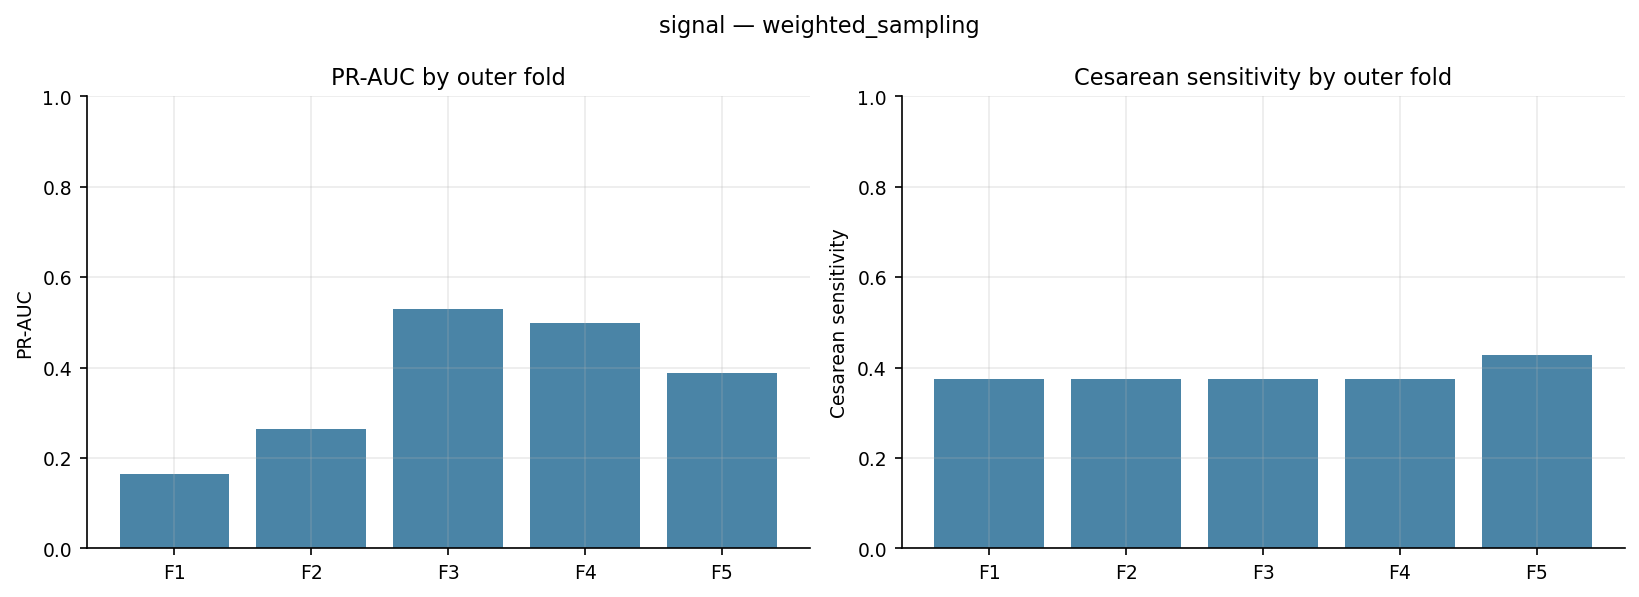 signal — weighted_sampling
PR-AUC by outer fold
1.0
0.8
0.6
0.4
0.2
0.0
PR-AUC
F1
F2
F3
F4
F5
Cesarean sensitivity by outer fold
1.0
0.8
0.6
0.4
0.2
0.0
Cesarean sensitivity
F1
F2
F3
F4
F5